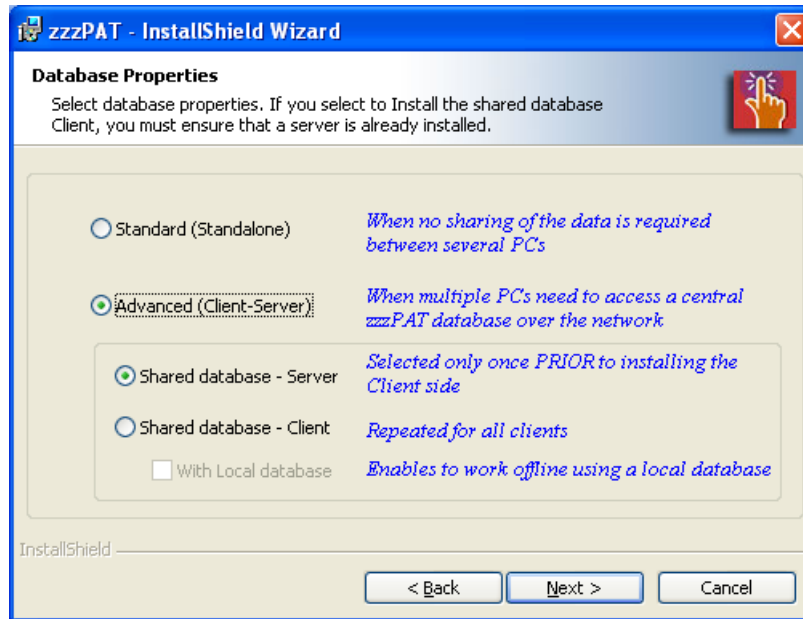 zzzPAT - InstallShield Wizard
Database Properties
Select database properties. If you select to Install the shared database
Client, you must ensure that a server is already installed.
Standard (Standalone)
When no sharing of the data is required
between several PCs
Advanced (Client-Server)
When multiple PCs need to access a central
zzzPAT database over the network
Shared database - Server
Selected only once PRIOR to installing the
Client side
Shared database - Client
Repeated for all clients
With Local database
Enables to work offline using a local database
InstallShield
< Back
Next >
Cancel